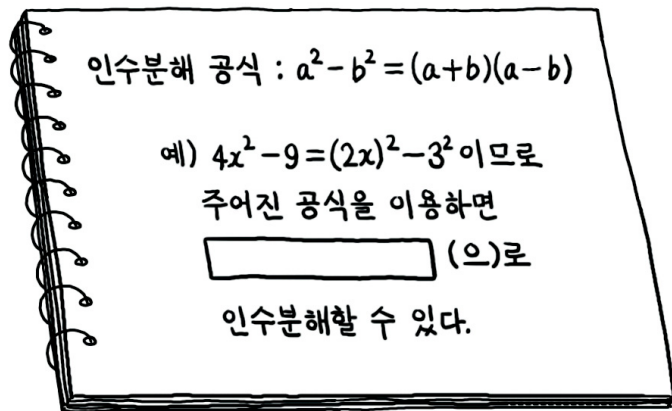 인수분해 공식 : a²-b²=(a+b)(a-b)
예) 4x²-9=(2x)²-3² 이므로
주어진 공식을 이용하면
(으)로
인수분해할 수 있다.